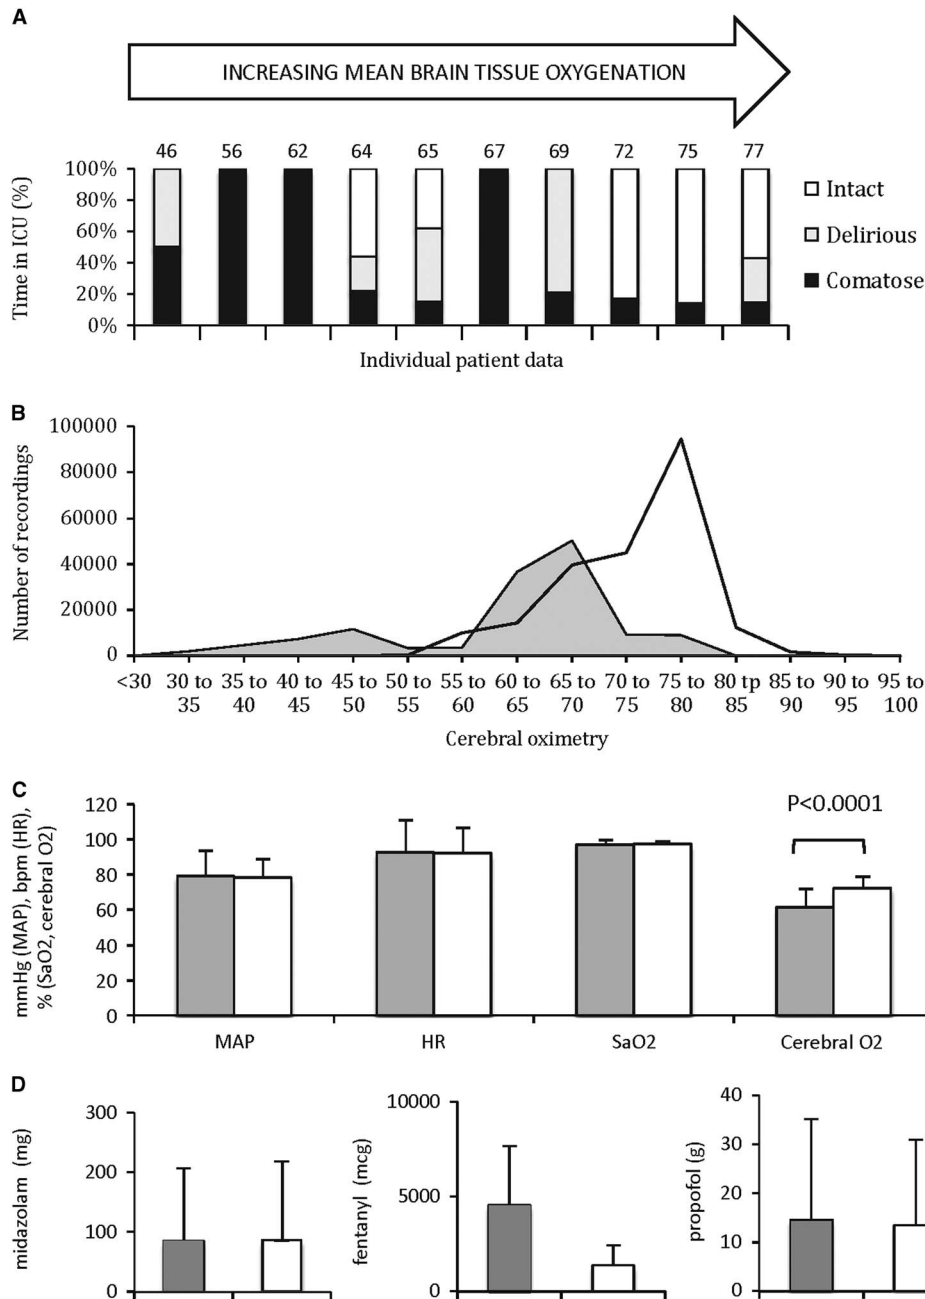 A
INCREASING MEAN BRAIN TISSUE OXYGENATION
46 56 62 64 65 67 69 72 75 77
100%
80%
60%
40%
20%
0%
Time in ICU (%)
Intact
Delirious
Comatose
Individual patient data
B
100000
80000
60000
40000
20000
0
Number of recordings
<30 30 to 35 to 40 to 45 to 50 to 55 to 60 to 65 to 70 to 75 to 80 tp 85 to 90 to 95 to
35 40 45 50 55 60 65 70 75 80 85 90 95 100
Cerebral oximetry
C
mmHg (MAP), bpm (HR),
% (SaO2, cerebral O2)
120
100
80
60
40
20
0
P<0.0001
MAP HR SaO2 Cerebral O2
D
midazolam (mg)
300
200
100
0
fentanyl (mcg)
10000
5000
0
propofol (g)
40
30
20
10
0